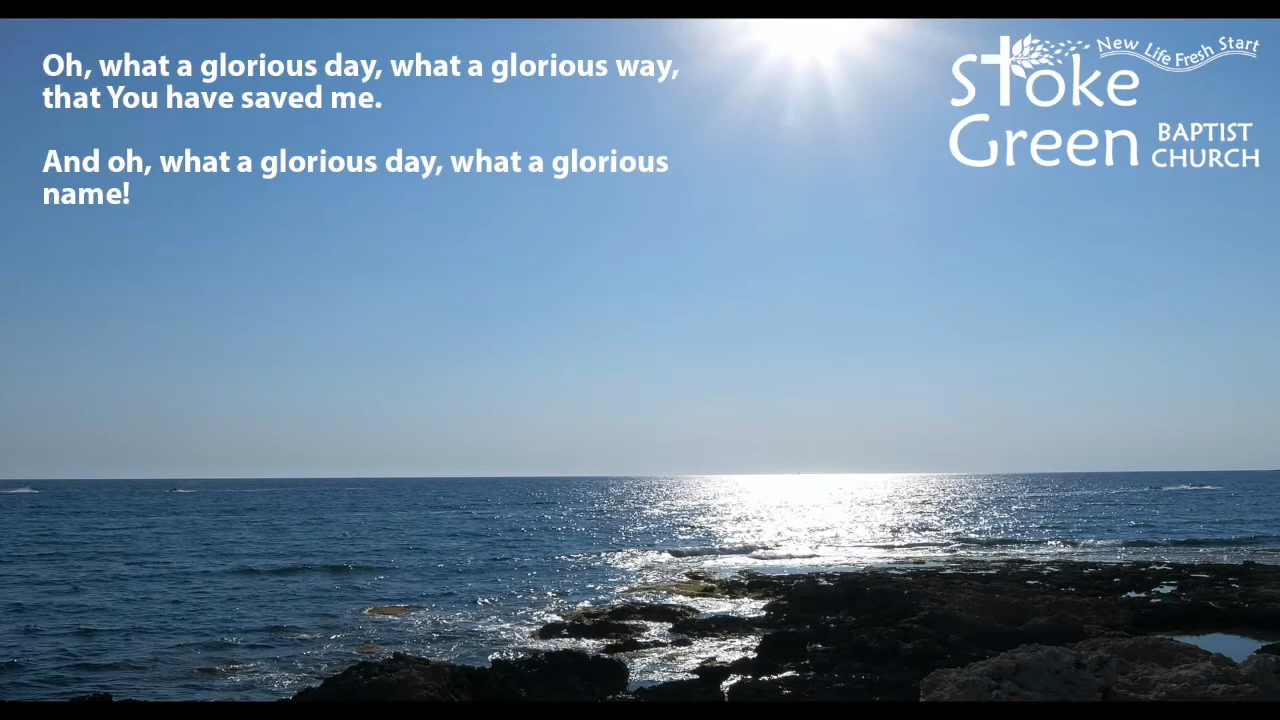 Oh, what a glorious day, what a glorious way,
that You have saved me.
And oh, what a glorious day, what a glorious
name!
New Life Fresh Start
Stoke
Green BAPTIST
CHURCH